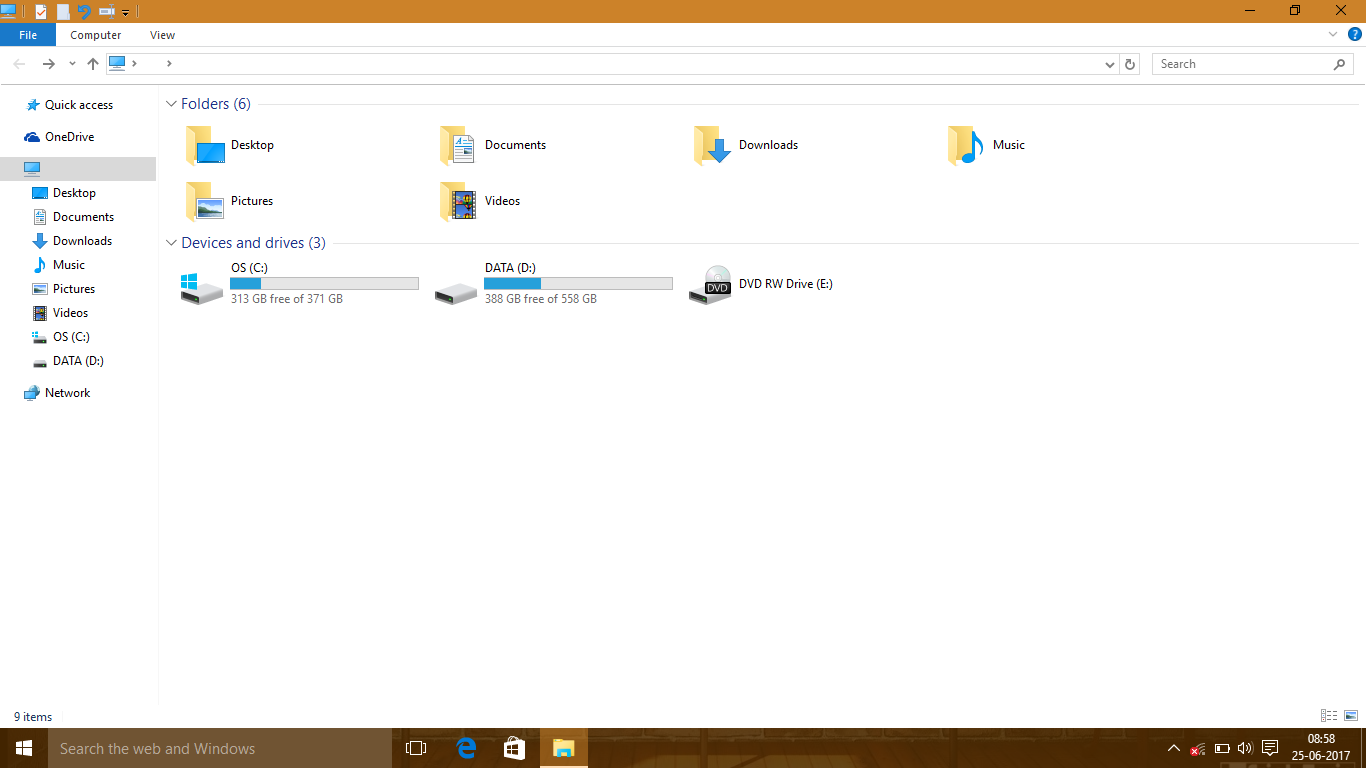 File Computer View
Search
Quick access
OneDrive
Desktop
Documents
Downloads
Music
Pictures
Videos
OS (C:)
DATA (D:)
Network
Folders (6)
Desktop Documents Downloads Music
Pictures Videos
Devices and drives (3)
OS (C:)
313 GB free of 371 GB
DATA (D:)
388 GB free of 558 GB
DVD
DVD RW Drive (E:)
9 items
Search the web and Windows
08:58
25-06-2017